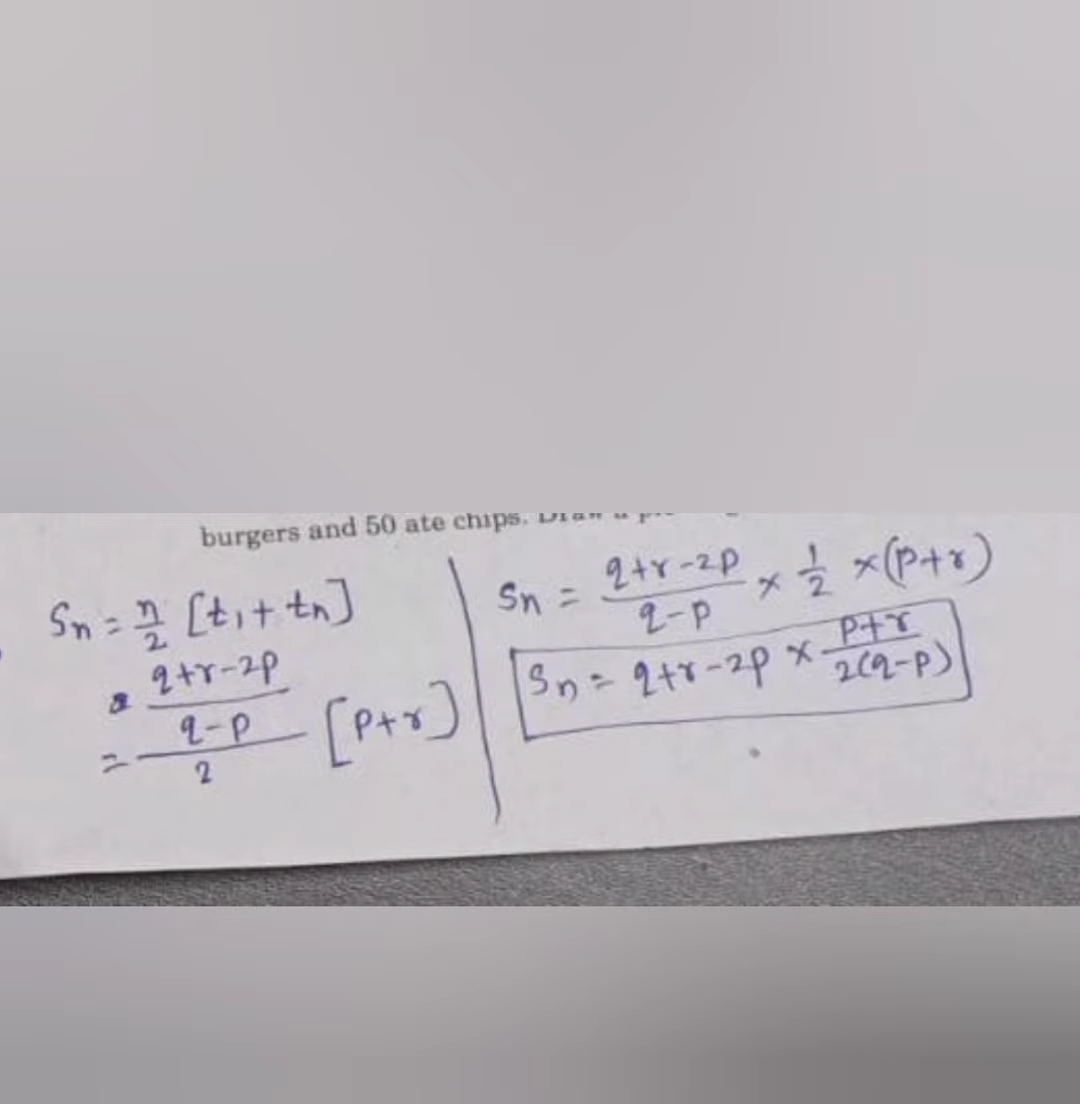 burgers and 50 ate chips.
Sn = n/2 [t₁ + tn]
= (q+r-2p)/(q-p)/2 [p+r]
Sn = (q+r-2p)/(q-p) × 1/2 × (p+r)
Sn = q+r-2p × (p+r)/2(q-p)